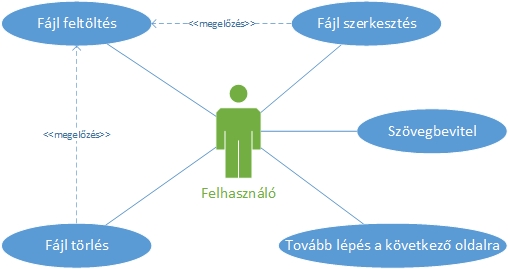 Fájl feltöltés
<<megelőzés>>
Fájl szerkesztés
<<megelőzés>>
Szövegbevitel
Felhasználó
Fájl törlés
Tovább lépés a következő oldalra